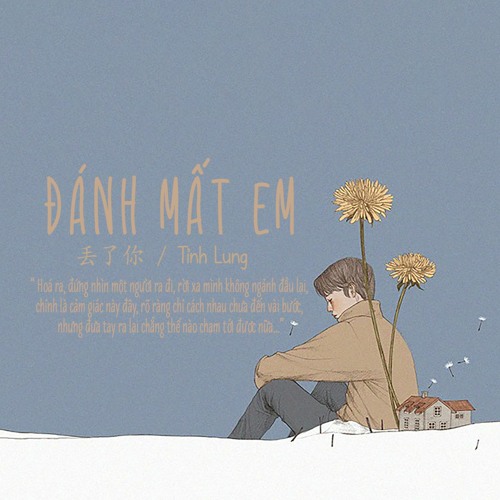 ĐÁNH MẤT EM
丢了你 / Tỉnh Lung
"Hoá ra, đứng nhìn một người ra đi, rời xa mình không ngảnh đầu lại,
chính là cảm giác này đây, rõ ràng chỉ cách nhau chưa đến vài bước,
nhưng đưa tay ra lại chẳng thể nào chạm tới được nữa..."